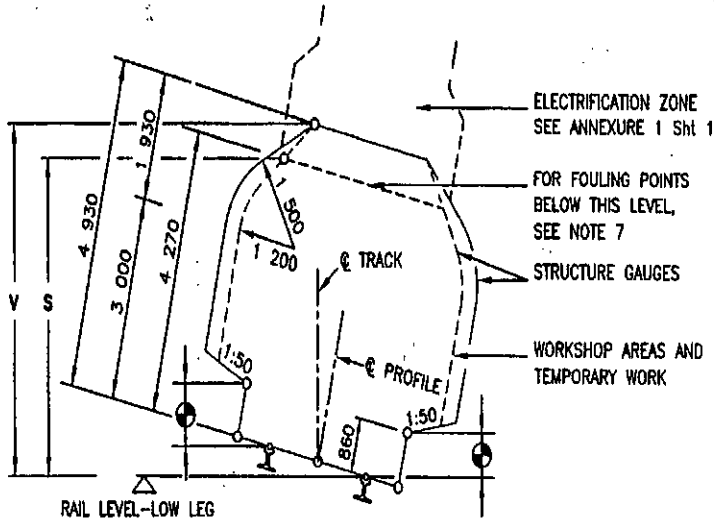 ELECTRIFICATION ZONE
SEE ANNEXURE 1 Sht 1
FOR FOULING POINTS
BELOW THIS LEVEL,
SEE NOTE 7
STRUCTURE GAUGES
WORKSHOP AREAS AND
TEMPORARY WORK
1 930
4 930
3 000
4 270
V
S
1 500
1 200
℄ TRACK
℄ PROFILE
1:50
1:50
860
RAIL LEVEL-LOW LEG